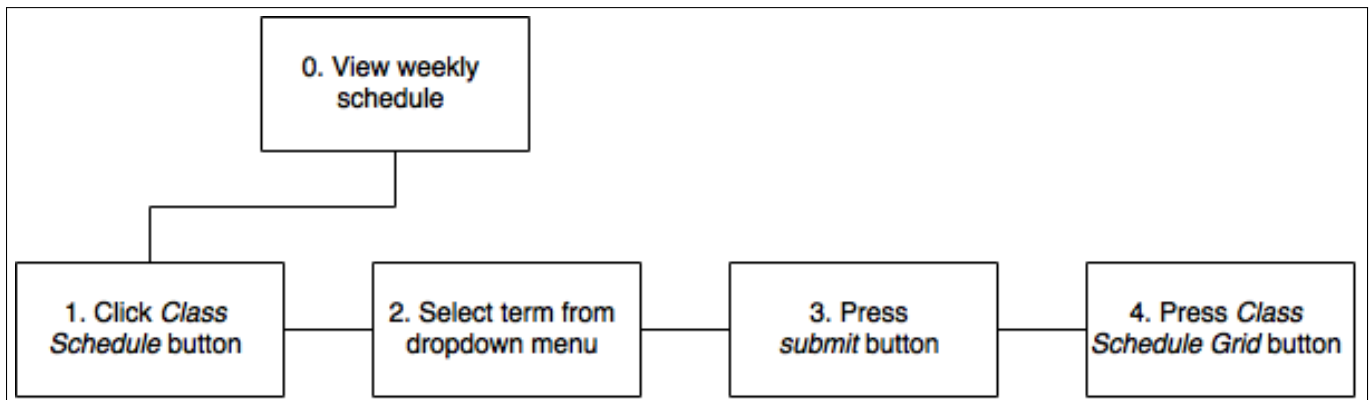 0. View weekly
schedule
1. Click Class
Schedule button
2. Select term from
dropdown menu
3. Press
submit button
4. Press Class
Schedule Grid button